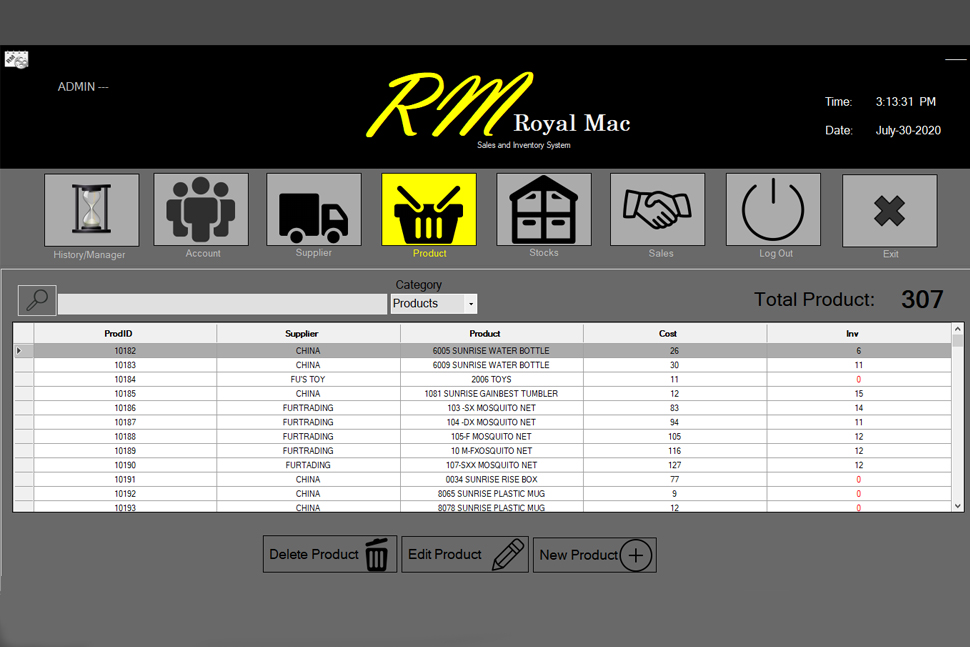 ADMIN ---
RM Royal Mac
Sales and Inventory System
Time: 3:13:31 PM
Date: July-30-2020
History/Manager Account Supplier Product Stocks Sales Log Out Exit
Category
Products
Total Product: 307
ProdID Supplier Product Cost Inv
10182 CHINA 6005 SUNRISE WATER BOTTLE 26 6
10183 CHINA 6009 SUNRISE WATER BOTTLE 30 11
10184 FU'S TOY 2006 TOYS 11 0
10185 CHINA 1081 SUNRISE GAINBEST TUMBLER 12 15
10186 FURTRADING 103 -SX MOSQUITO NET 83 14
10187 FURTRADING 104 -DX MOSQUITO NET 94 11
10188 FURTRADING 105-F MOSQUITO NET 105 12
10189 FURTRADING 10 M-FXOSQUITO NET 116 12
10190 FURTADING 107-SXX MOSQUITO NET 127 12
10191 CHINA 0034 SUNRISE RISE BOX 77 0
10192 CHINA 8065 SUNRISE PLASTIC MUG 9 0
10193 CHINA 8078 SUNRISE PLASTIC MUG 12 0
Delete Product Edit Product New Product